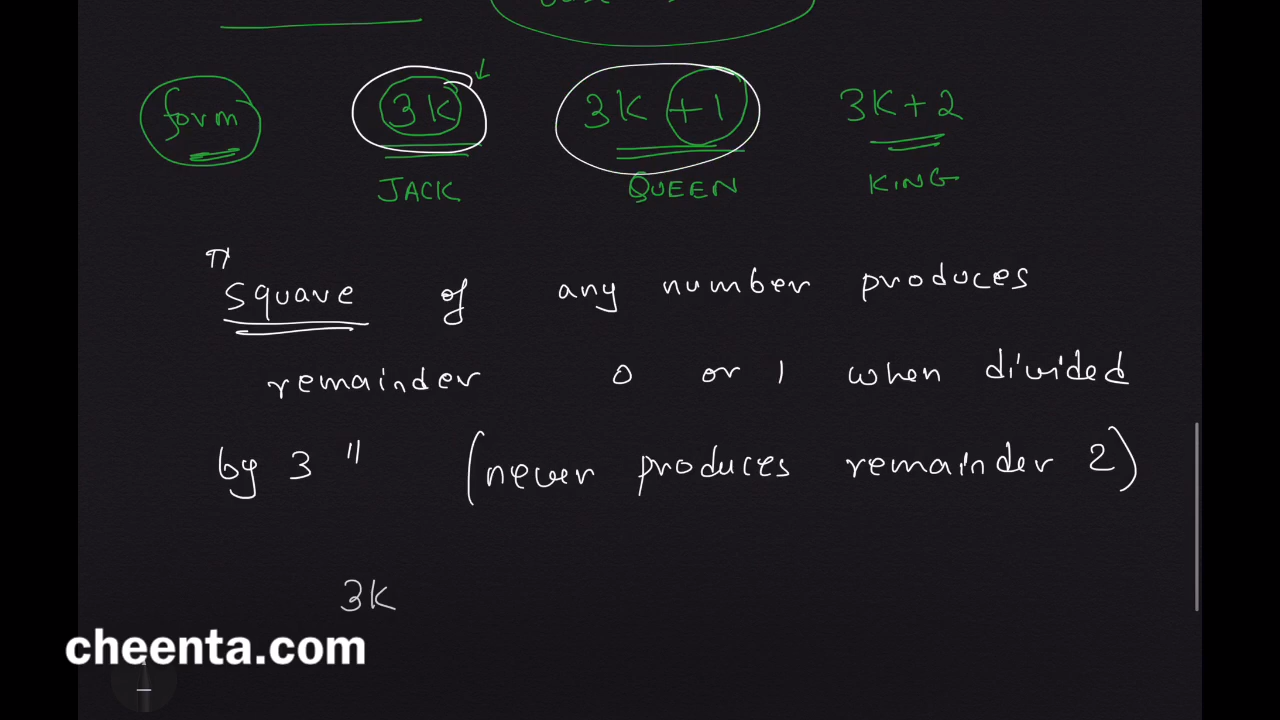 form 3K 3K +1 3K+2
JACK QUEEN KING
"Square of any number produces
remainder 0 or 1 when divided
by 3" (never produces remainder 2)
3K
cheenta.com